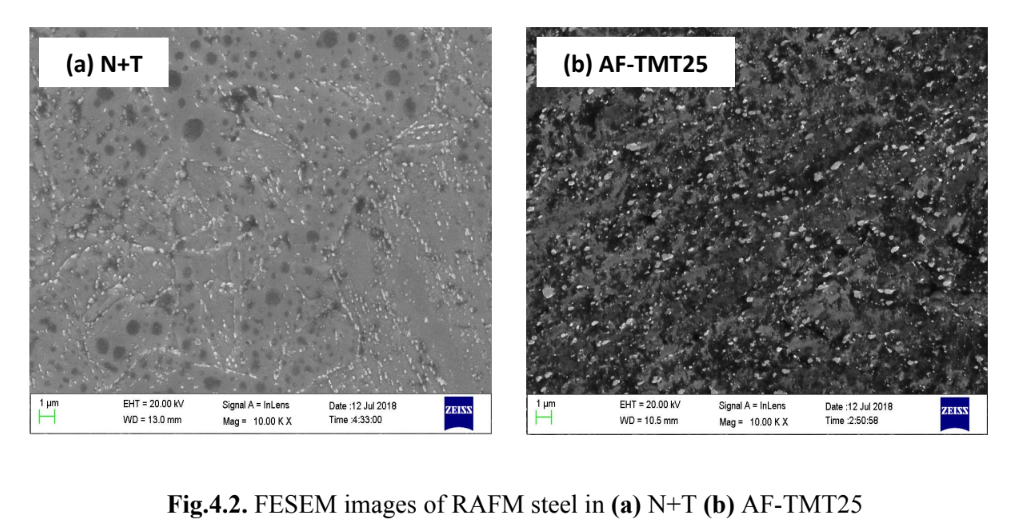 (a) N+T
1 µm
EHT = 20.00 kV
WD = 13.0 mm
Signal A = InLens
Mag = 10.00 K X
Date :12 Jul 2018
Time :4:33:00
ZEISS
(b) AF-TMT25
1 µm
EHT = 20.00 kV
WD = 10.5 mm
Signal A = InLens
Mag = 10.00 K X
Date :12 Jul 2018
Time :2:50:58
ZEISS
Fig.4.2. FESEM images of RAFM steel in (a) N+T (b) AF-TMT25